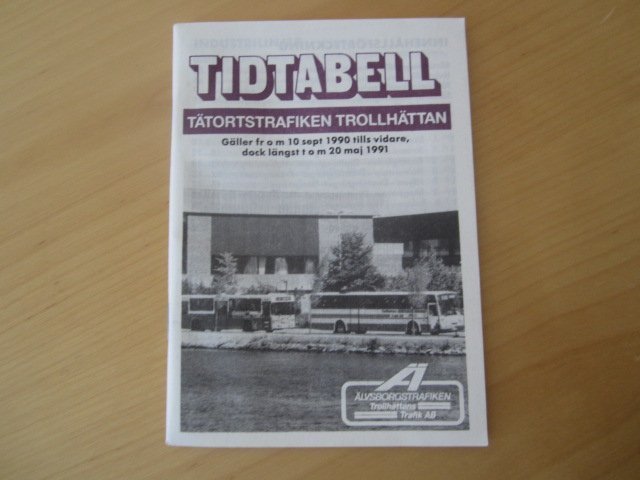 TIDTABELL
TÄTORTSTRAFIKEN TROLLHÄTTAN
Gäller fr o m 10 sept 1990 tills vidare,
dock längst t o m 20 maj 1991
Ä
ÄLVSBORGSTRAFIKEN
Trollhättans
Trafik AB